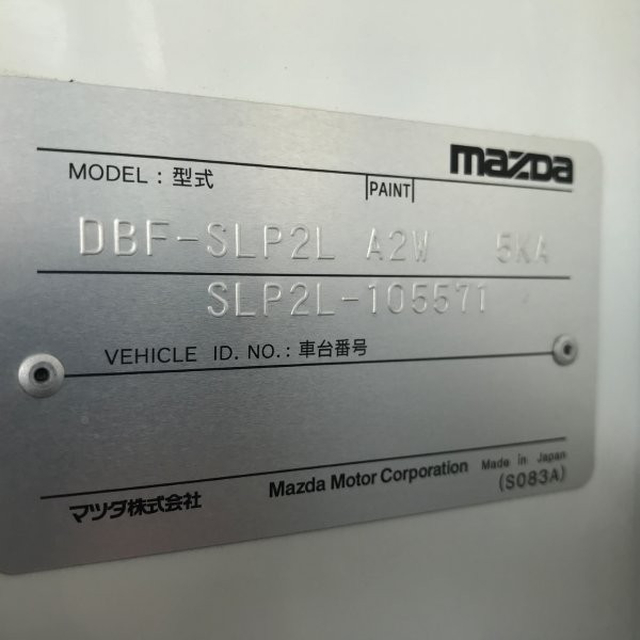 mazda
MODEL : 型式 PAINT
DBF-SLP2L A2W 5KA
SLP2L-105571
VEHICLE ID. NO. : 車台番号
マツダ株式会社 Mazda Motor Corporation Made in Japan
(S083A)